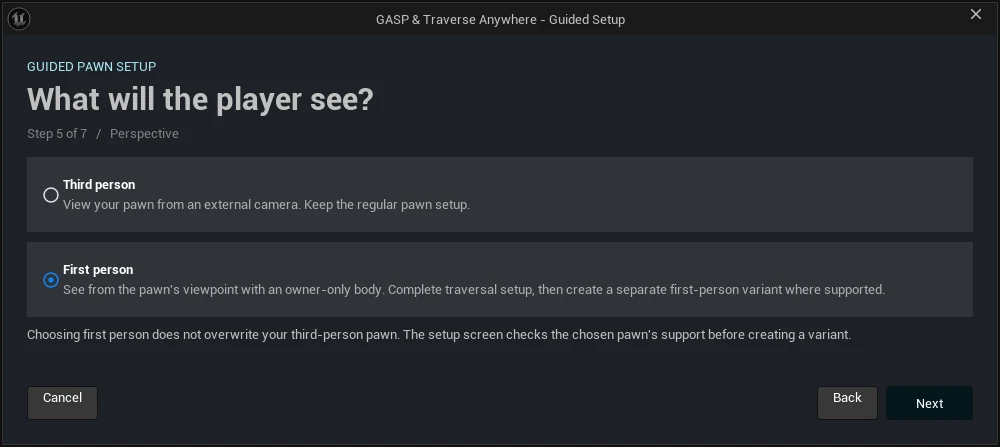 GASP & Traverse Anywhere - Guided Setup
GUIDED PAWN SETUP
What will the player see?
Step 5 of 7 / Perspective
Third person
View your pawn from an external camera. Keep the regular pawn setup.
First person
See from the pawn's viewpoint with an owner-only body. Complete traversal setup, then create a separate first-person variant where supported.
Choosing first person does not overwrite your third-person pawn. The setup screen checks the chosen pawn's support before creating a variant.
Cancel
Back
Next